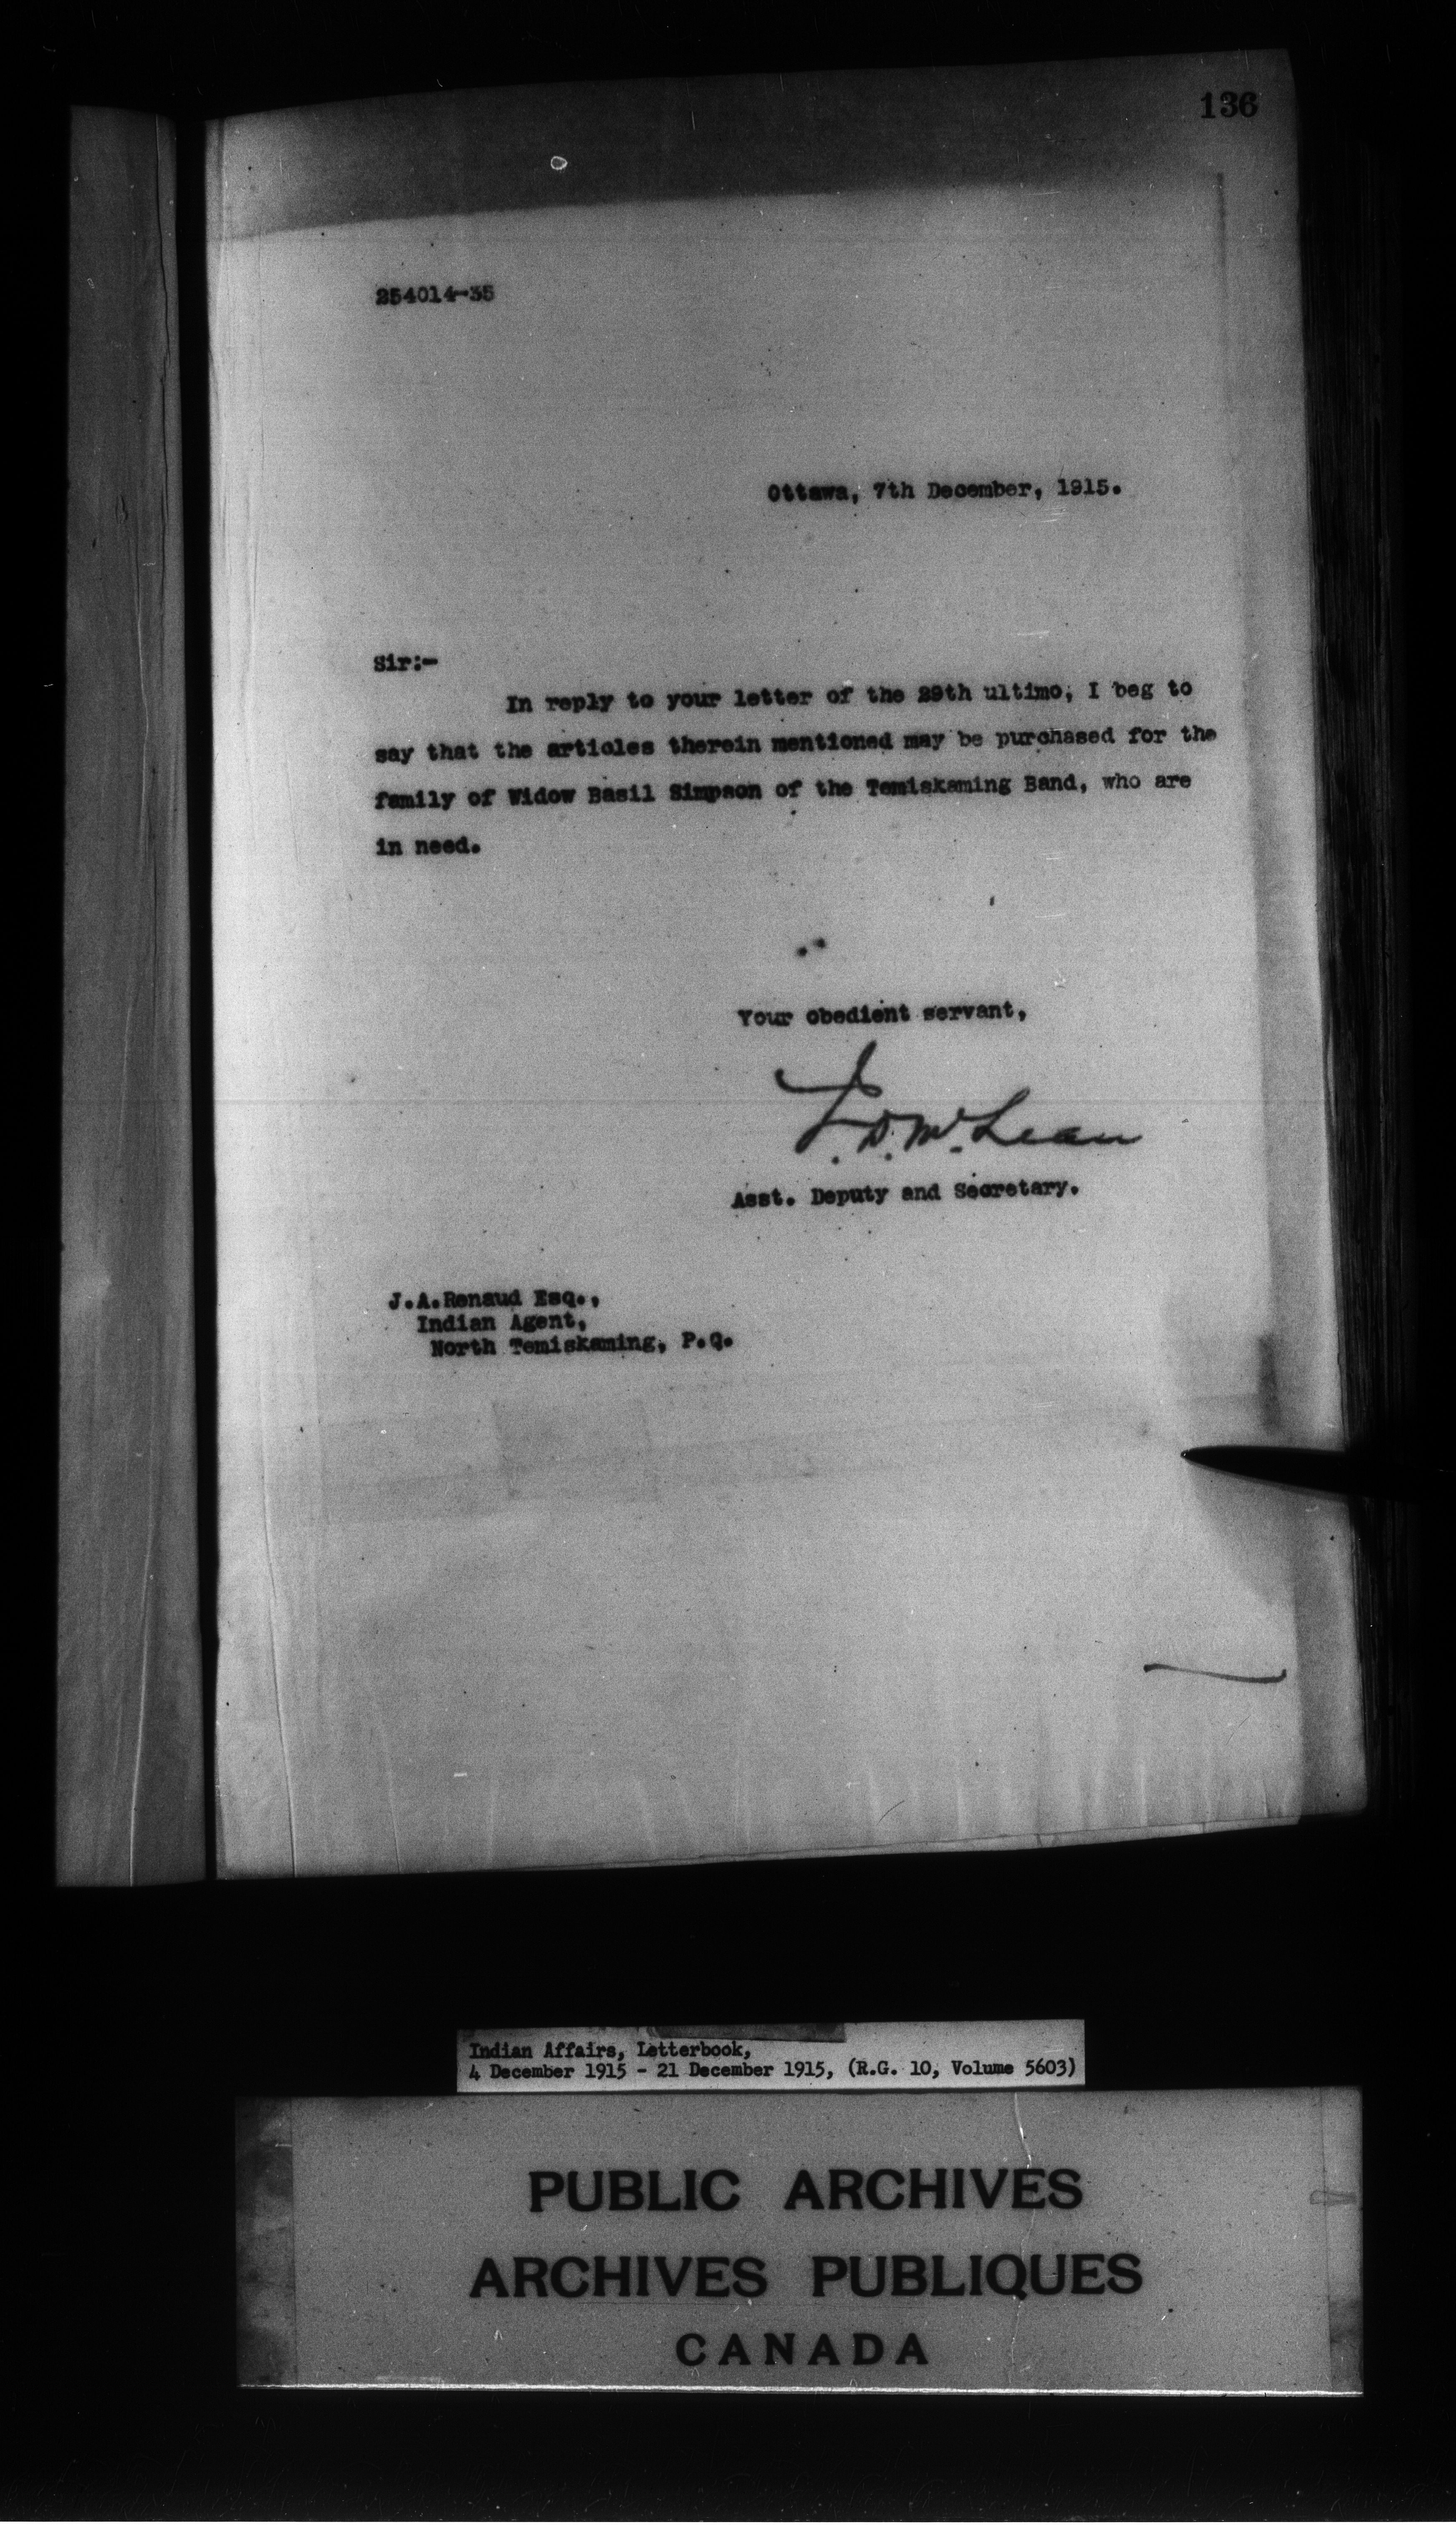 136
254014-35
Ottawa, 7th December, 1915.
Sir:-
In reply to your letter of the 29th ultimo, I beg to
say that the articles therein mentioned may be purchased for the
family of Widow Basil Simpson of the Temiskaming Band, who are
in need.
Your obedient servant,
J. D. McLean
Asst. Deputy and Secretary.
J.A.Renaud Esq.,
Indian Agent,
North Temiskaming, P.Q.
Indian Affairs, Letterbook,
4 December 1915 - 21 December 1915, (R.G. 10, Volume 5603)
PUBLIC ARCHIVES
ARCHIVES PUBLIQUES
CANADA